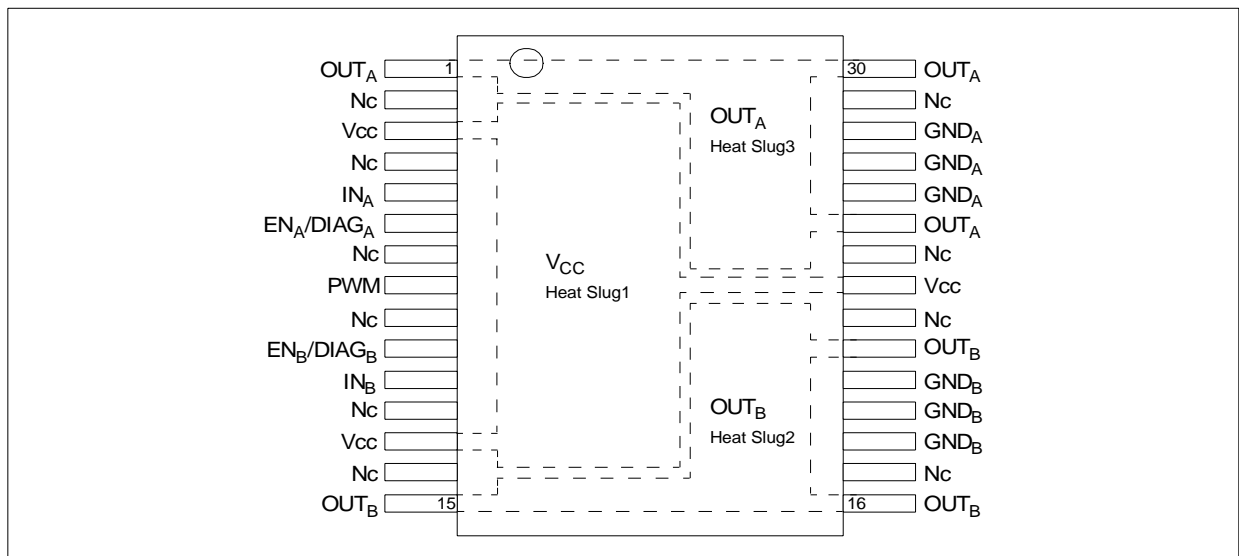 OUTA 1 30 OUTA
Nc Nc
Vcc GNDA
Nc GNDA
INA GNDA
ENA/DIAGA OUTA
Nc Nc
PWM Vcc
Nc Nc
ENB/DIAGB OUTB
INB GNDB
Nc GNDB
Vcc GNDB
Nc Nc
OUTB 15 16 OUTB
OUTA
Heat Slug3
VCC
Heat Slug1
OUTB
Heat Slug2